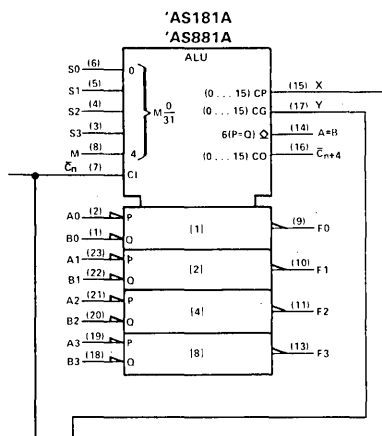 'AS181A
'AS881A
ALU
S0 (6) 0
S1 (5)
S2 (4)
S3 (3)
M (8) 4
M 0/31
C̄n (7) CI
(0 ... 15) CP (15) X
(0 ... 15) CG (17) Y
6(P=Q) ⎐ (14) A=B
(0 ... 15) CO (16) C̄n+4
A0 (2) P
B0 (1) Q
[1] (9) F0
A1 (23) P
B1 (22) Q
[2] (10) F1
A2 (21) P
B2 (20) Q
[4] (11) F2
A3 (19) P
B3 (18) Q
[8] (13) F3